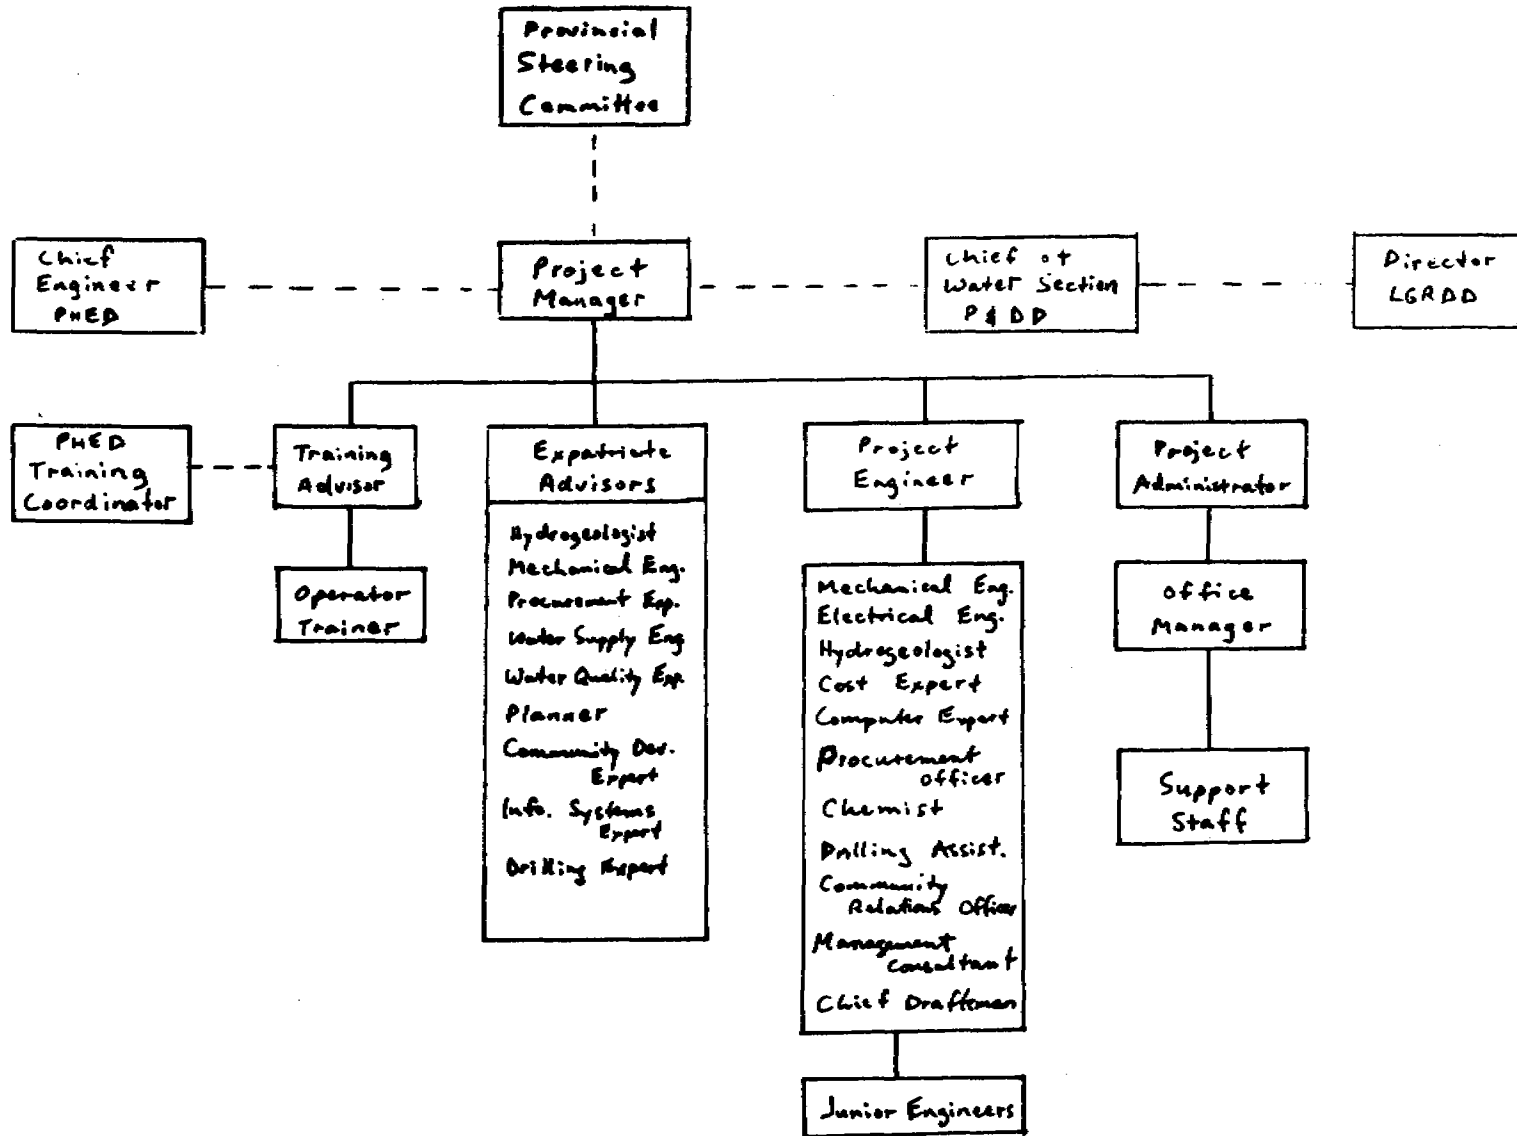 Provincial
Steering
Committee
Chief
Engineer
PHED
Project
Manager
Chief of
Water Section
P & DD
Director
LGRDD
PHED
Training
Coordinator
Training
Advisor
Operator
Trainer
Expatriate
Advisors
Hydrogeologist
Mechanical Eng.
Procurement Exp.
Water Supply Eng
Water Quality Exp.
Planner
Community Dev.
Expert
Info. Systems
Expert
Drilling Expert
Project
Engineer
Mechanical Eng.
Electrical Eng.
Hydrogeologist
Cost Expert
Computer Expert
Procurement
Officer
Chemist
Drilling Assist.
Community
Relations Officer
Management
Consultant
Chief Draftsman
Junior Engineers
Project
Administrator
Office
Manager
Support
Staff